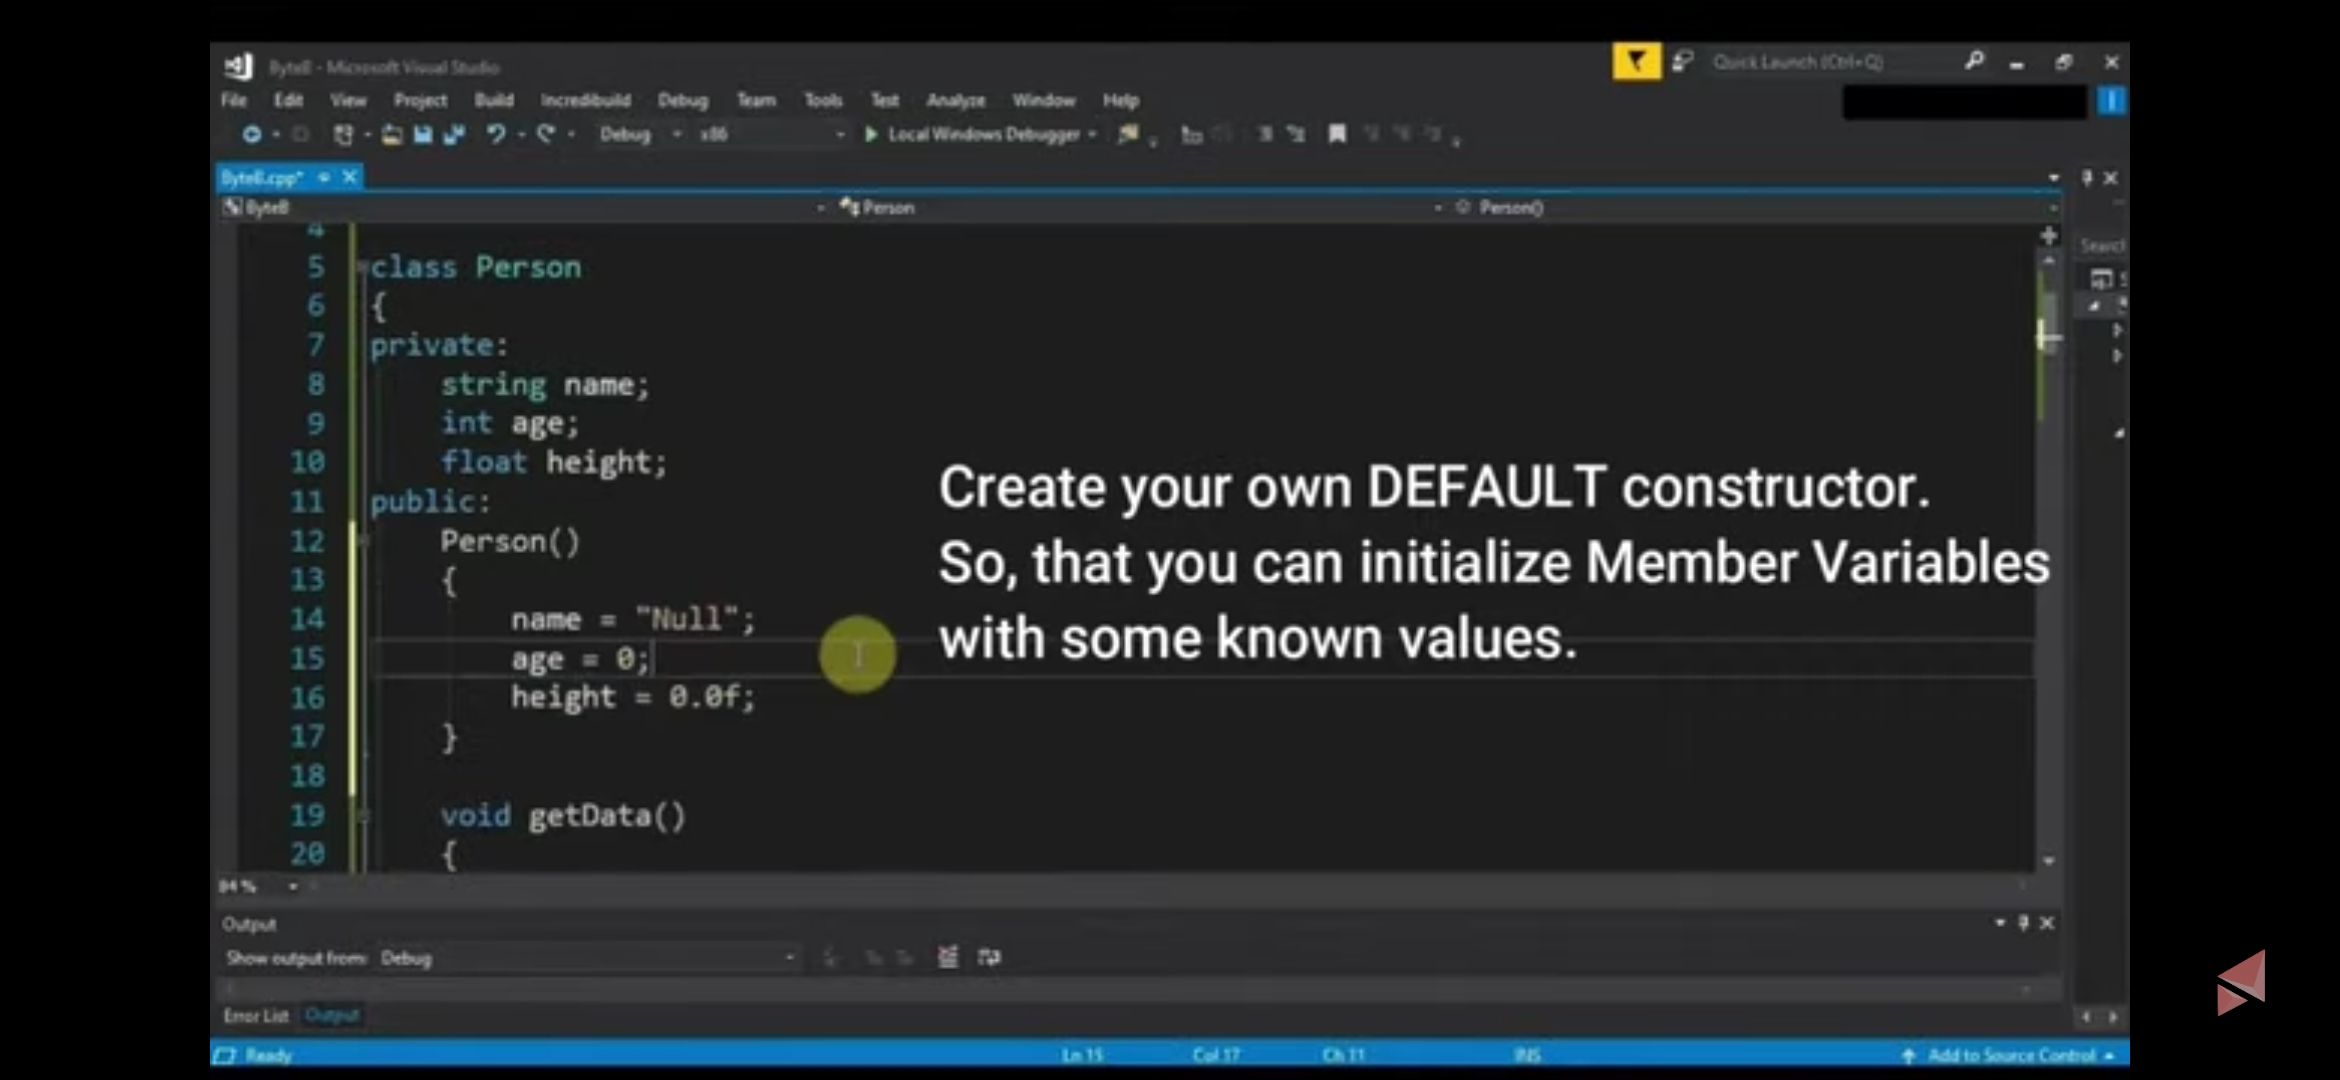 ByteB - Microsoft Visual Studio
Quick Launch (Ctrl+Q)
File Edit View Project Build Incredibuild Debug Team Tools Test Analyze Window Help
Debug x86 Local Windows Debugger
ByteB.cpp*
ByteB Person Person()
4
5 class Person
6 {
7 private:
8 string name;
9 int age;
10 float height;
11 public:
12 Person()
13 {
14 name = "Null";
15 age = 0;
16 height = 0.0f;
17 }
18
19 void getData()
20 {
Create your own DEFAULT constructor.
So, that you can initialize Member Variables
with some known values.
84 %
Output
Show output from: Debug
Error List Output
Ready Ln 15 Col 17 Ch 11 INS Add to Source Control